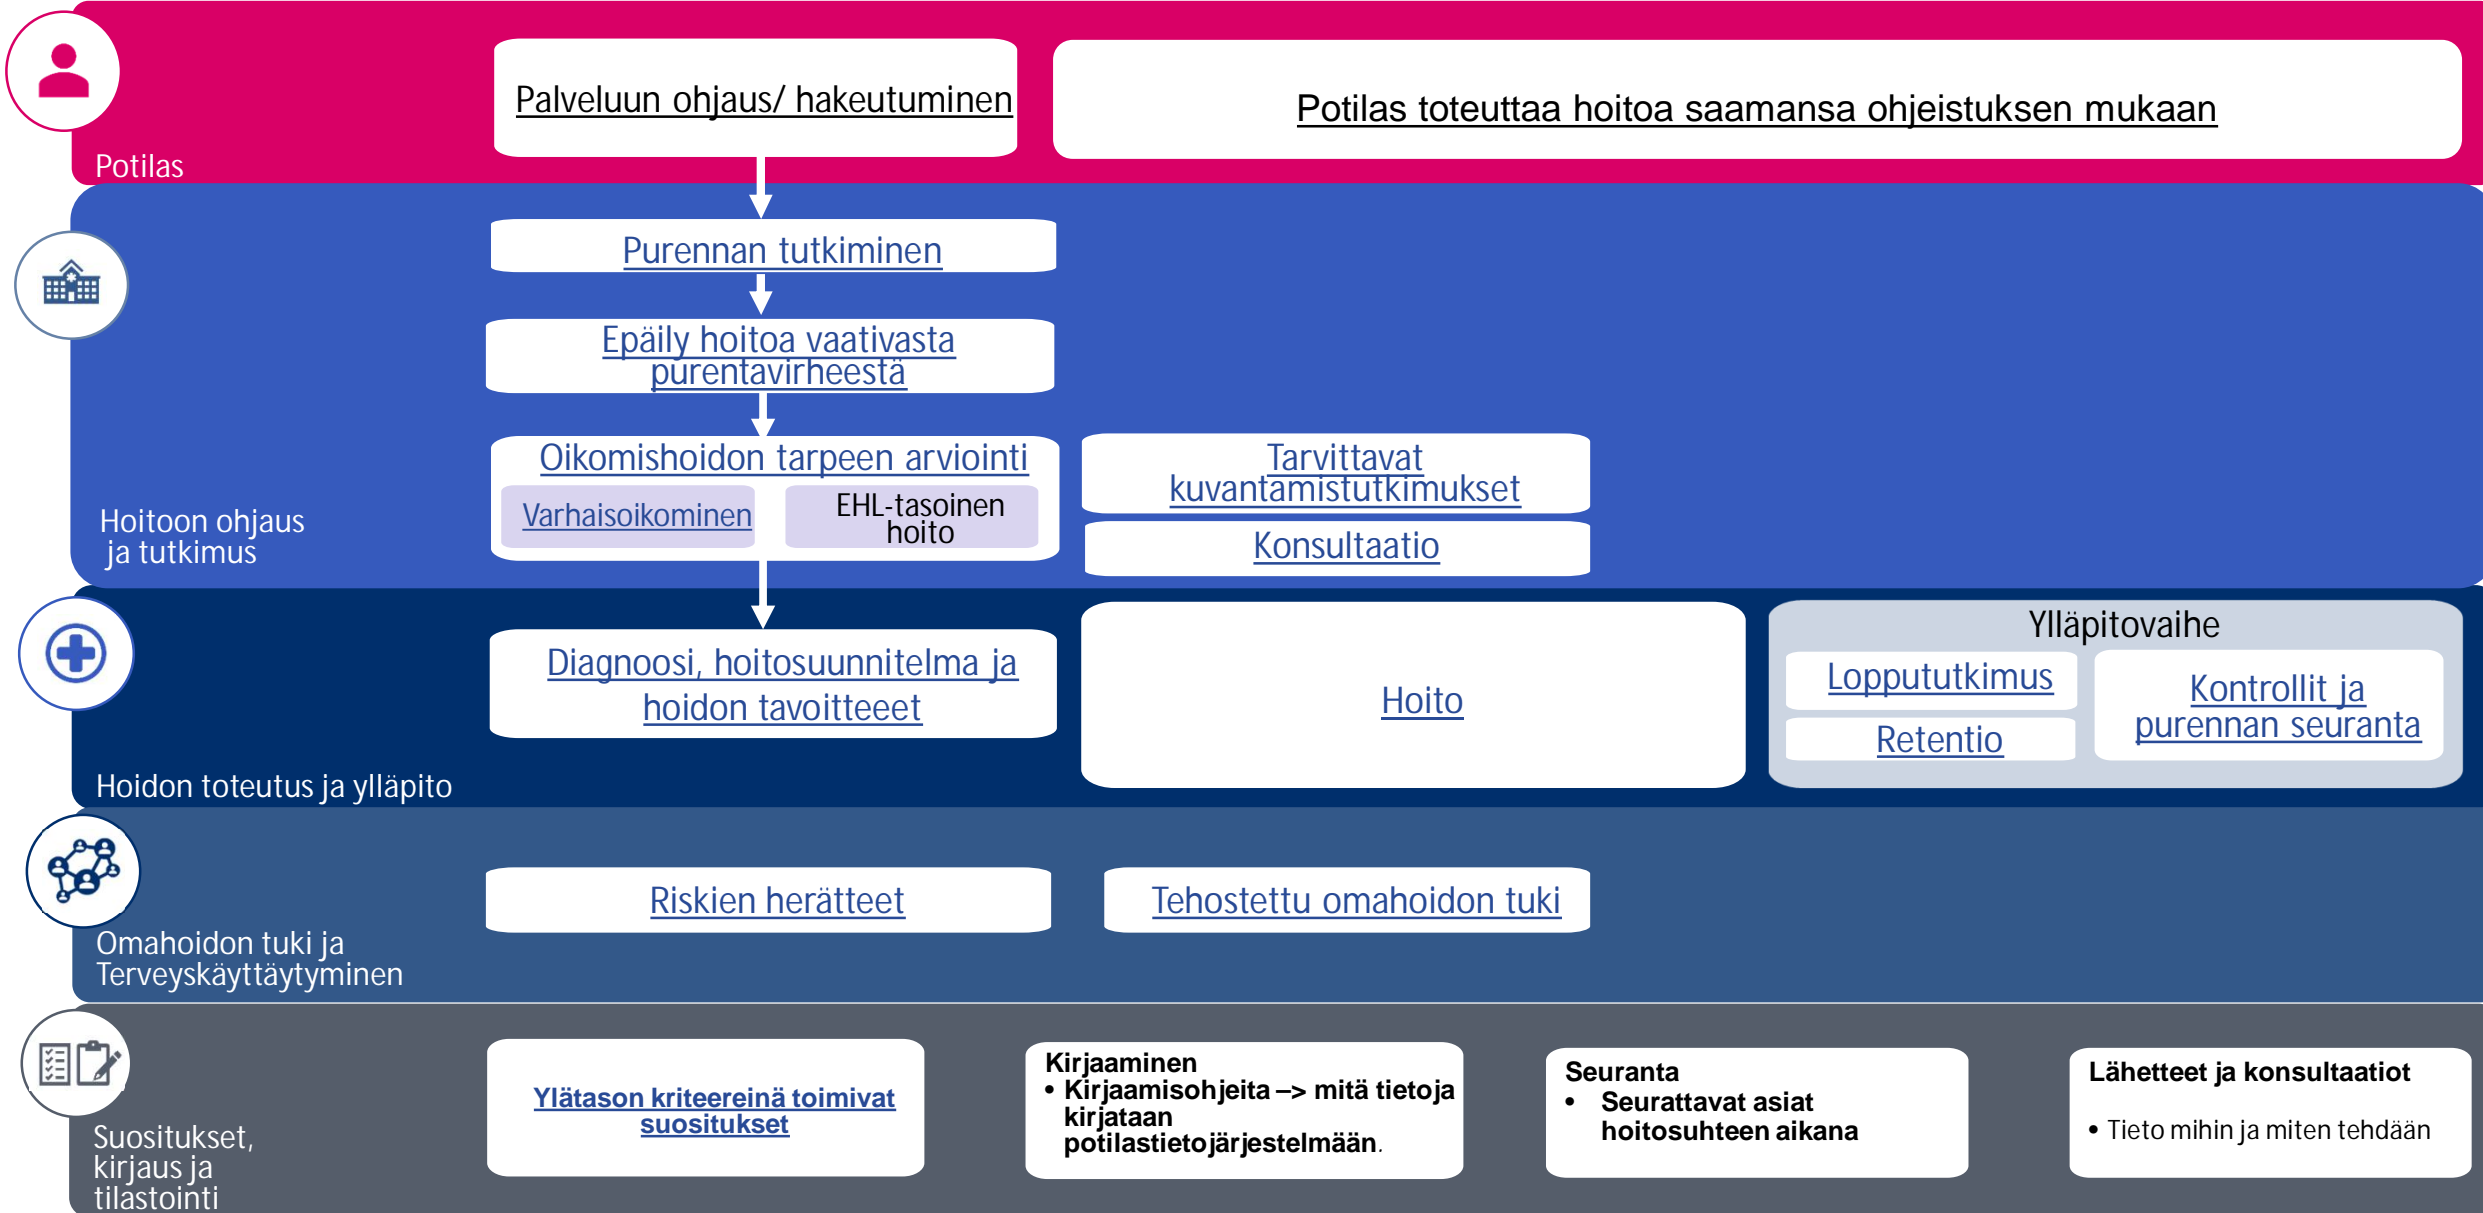 Palveluun ohjaus/ hakeutuminen
Potilas toteuttaa hoitoa saamansa ohjeistuksen mukaan
Potilas
Purennan tutkiminen
Epäily hoitoa vaativasta
purentavirheestä
Oikomishoidon tarpeen arviointi
Varhaisoikominen
EHL-tasoinen
hoito
Tarvittavat
kuvantamistutkimukset
Konsultaatio
Hoitoon ohjaus
ja tutkimus
Diagnoosi, hoitosuunnitelma ja
hoidon tavoitteeet
Hoito
Ylläpitovaihe
Lopputukimus
Retentio
Kontrollit ja
purennan seuranta
Hoidon toteutus ja ylläpito
Riskien herätteet
Tehostettu omahoidon tuki
Omahoidon tuki ja
Terveyskäyttäytyminen
Ylätason kriteereinä toimivat
suositukset
Kirjaaminen
• Kirjaamisohjeita –> mitä tietoja
kirjataan
potilastietojärjestelmään.
Seuranta
• Seurattavat asiat
hoitosuhteen aikana
Lähetteet ja konsultaatiot
• Tieto mihin ja miten tehdään
Suositukset,
kirjaus ja
tilastointi